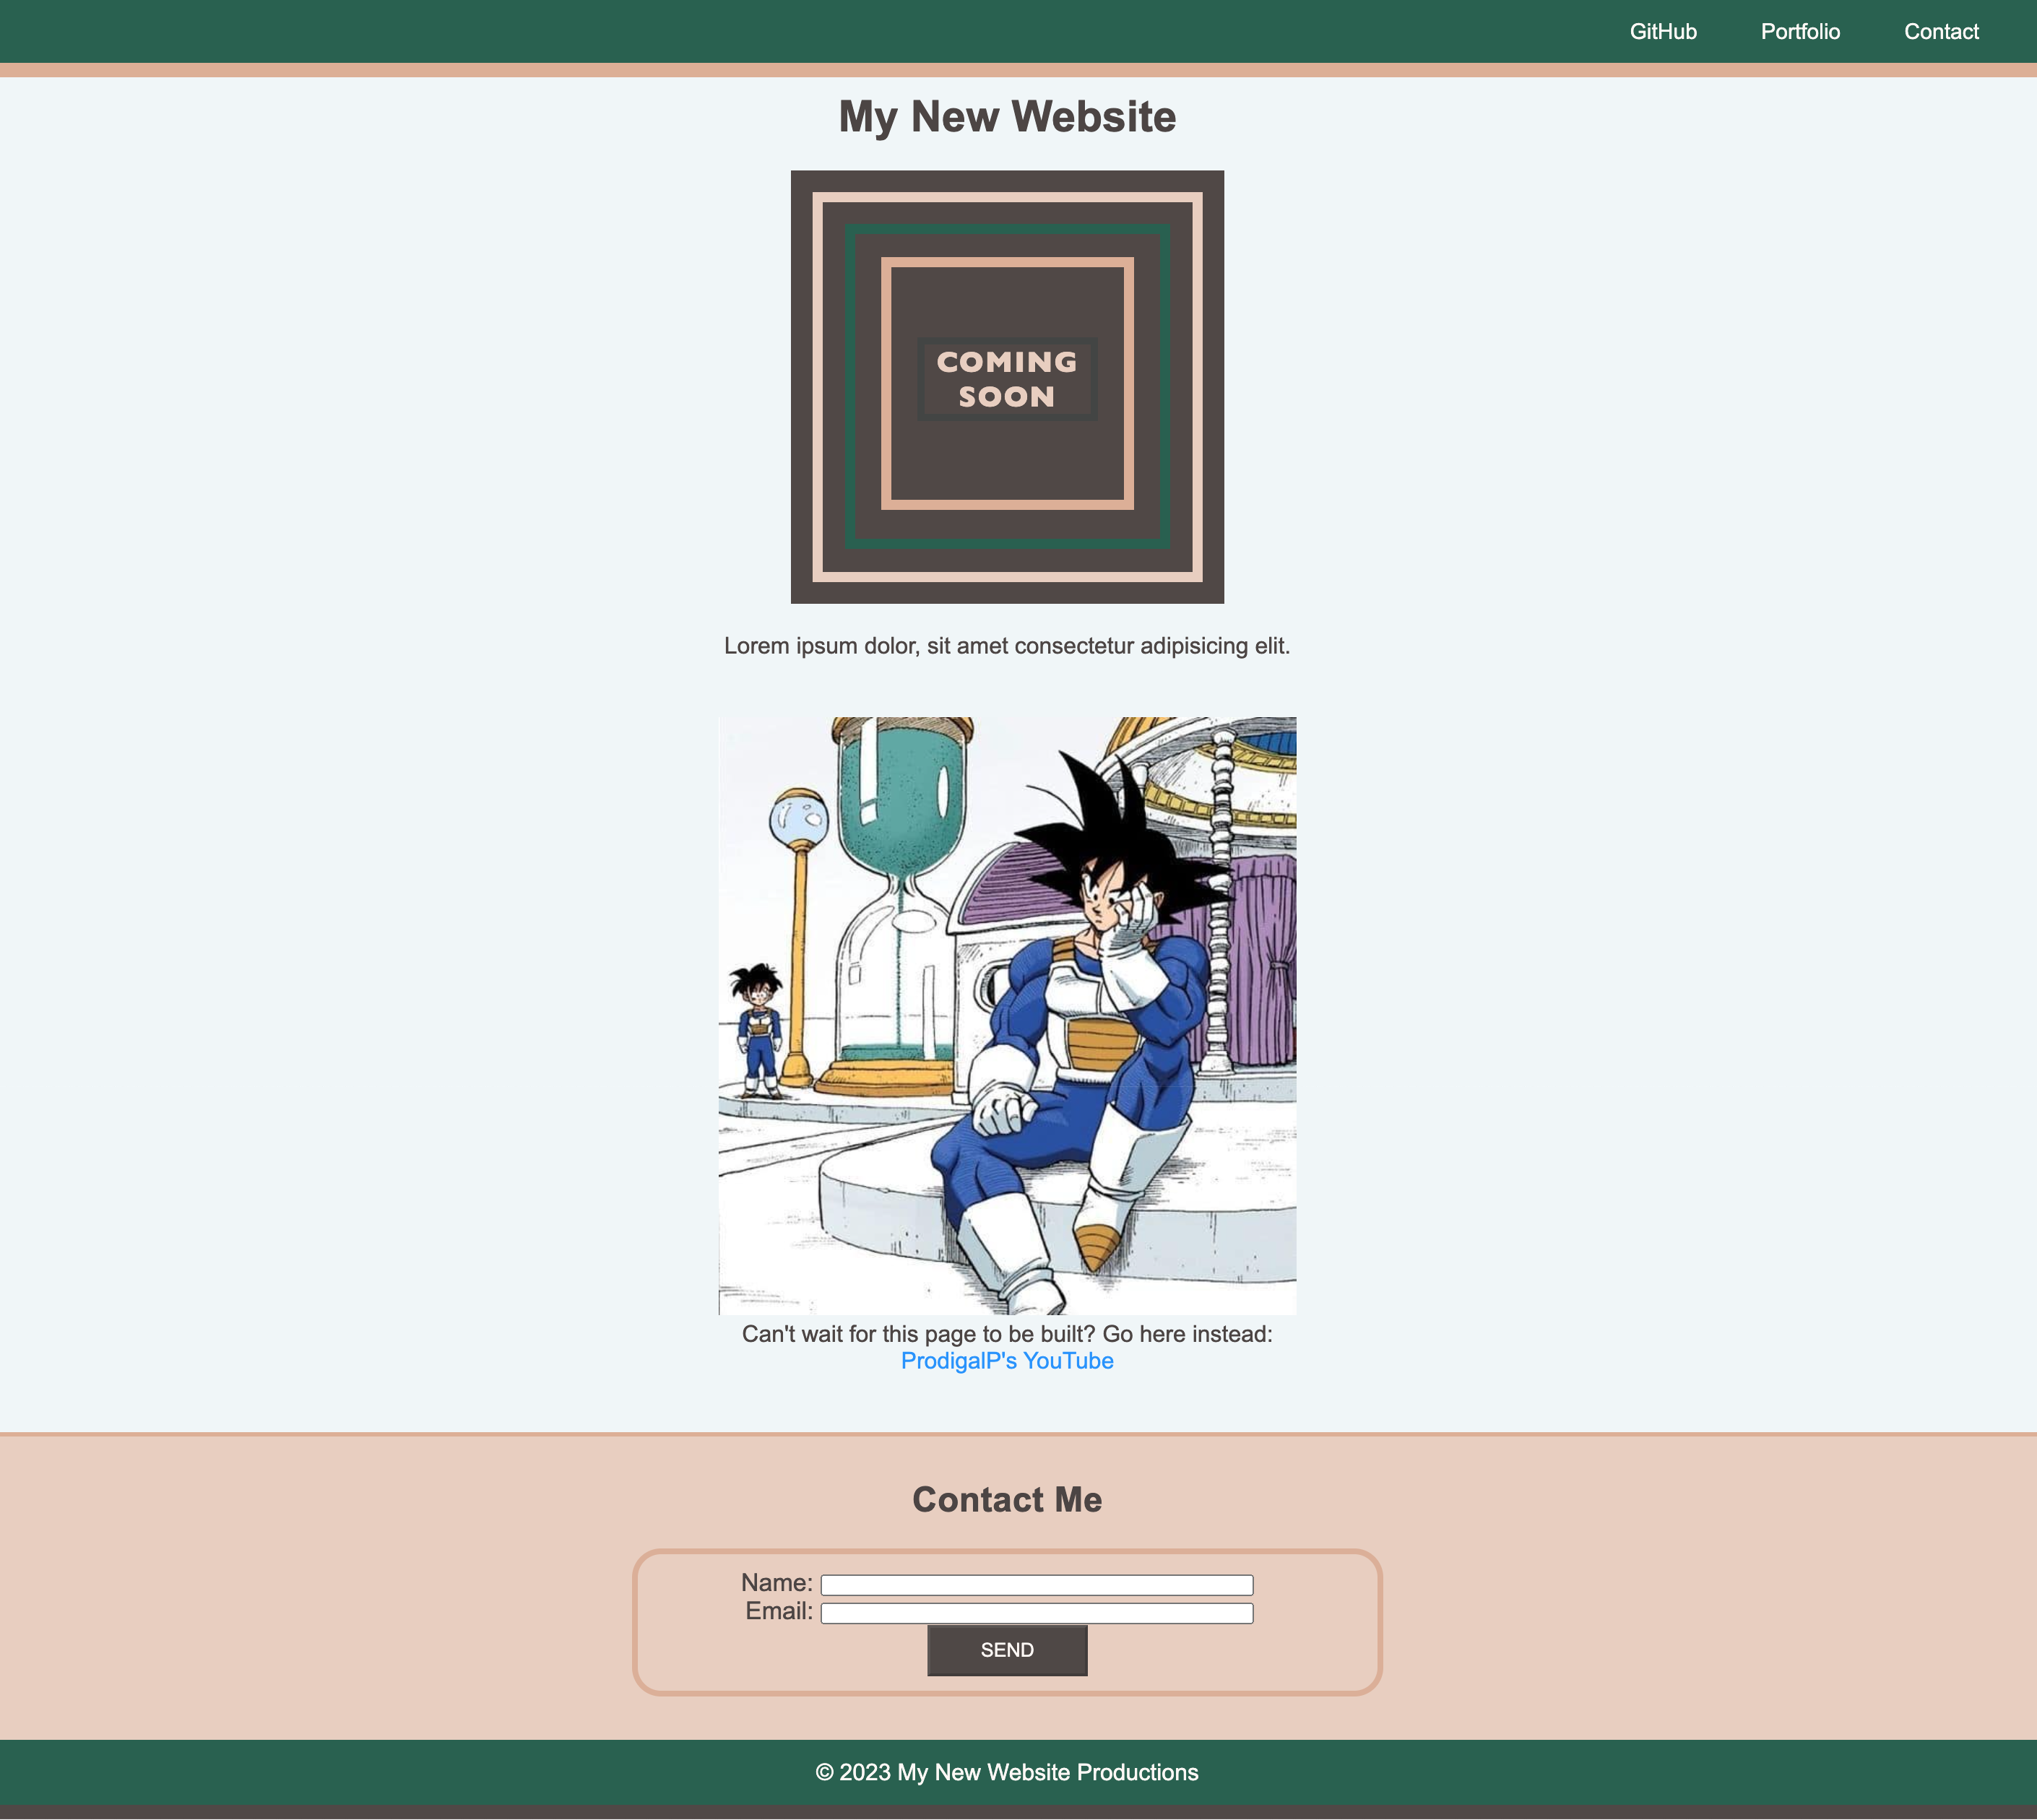 GitHub Portfolio Contact
My New Website
COMING
SOON
Lorem ipsum dolor, sit amet consectetur adipisicing elit.
Can't wait for this page to be built? Go here instead:
ProdigalP's YouTube
Contact Me
Name:
Email:
SEND
© 2023 My New Website Productions